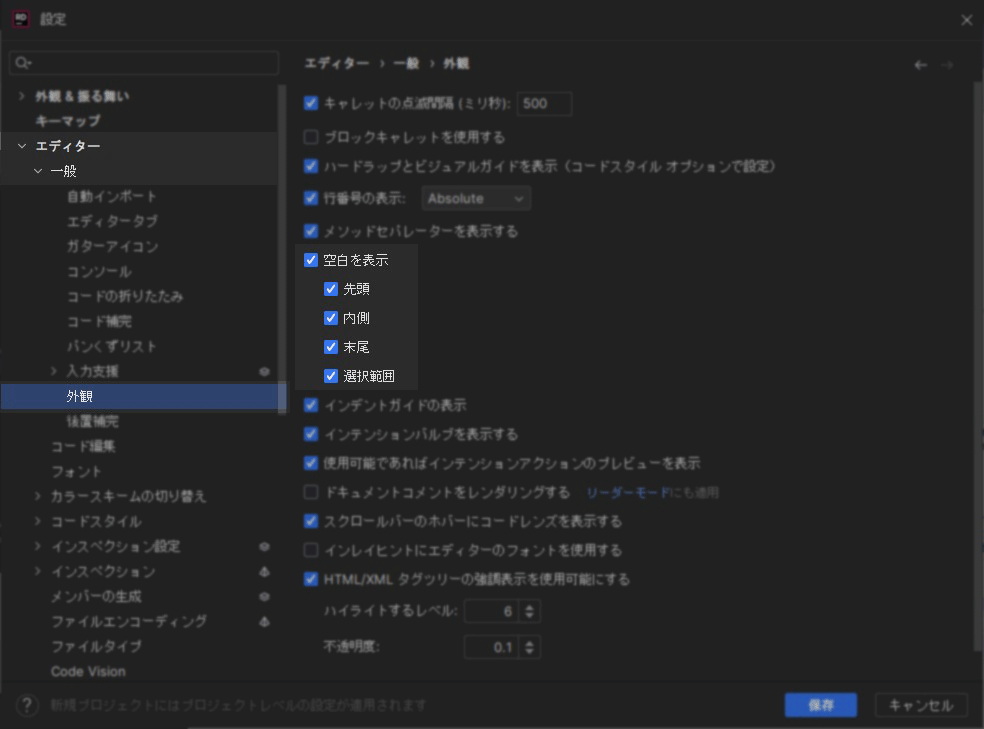 RD 設定
エディター › 一般 › 外観
外観 & 振る舞い
キーマップ
エディター
一般
自動インポート
エディタータブ
ガターアイコン
コンソール
コードの折りたたみ
コード補完
パンくずリスト
入力支援
外観
後置補完
コード編集
フォント
カラースキームの切り替え
コードスタイル
インスペクション設定
インスペクション
メンバーの生成
ファイルエンコーディング
ファイルタイプ
Code Vision
キャレットの点滅間隔 (ミリ秒): 500
ブロックキャレットを使用する
ハードラップとビジュアルガイドを表示（コードスタイル オプションで設定）
行番号の表示: Absolute
メソッドセパレーターを表示する
空白を表示
先頭
内側
末尾
選択範囲
インデントガイドの表示
インテンションバルブを表示する
使用可能であればインテンションアクションのプレビューを表示
ドキュメントコメントをレンダリングする リーダーモードにも適用
スクロールバーのホバーにコードレンズを表示する
インレイヒントにエディターのフォントを使用する
HTML/XML タグツリーの強調表示を使用可能にする
ハイライトするレベル: 6
不透明度: 0.1
? 新規プロジェクトにはプロジェクトレベルの設定が適用されます
保存 キャンセル